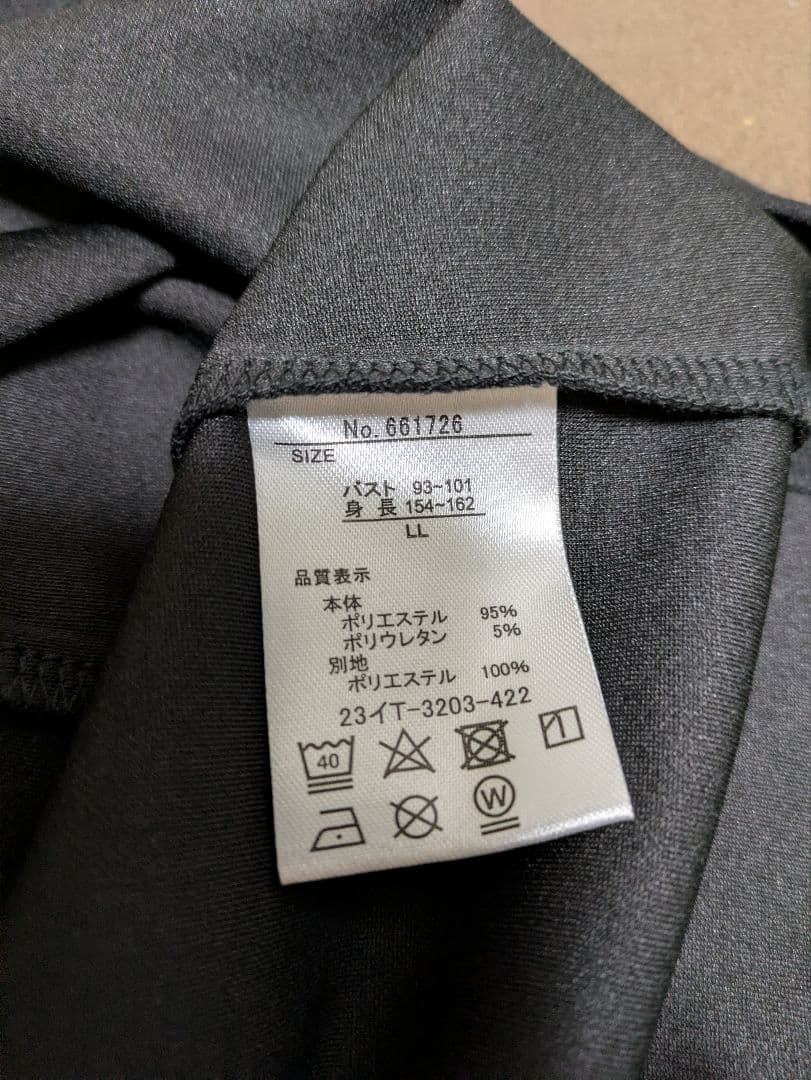 No. 661726
SIZE
バスト 93~101
身 長 154~162
LL
品質表示
本体
ポリエステル 95%
ポリウレタン 5%
別地
ポリエステル 100%
23イT-3203-422
40
W